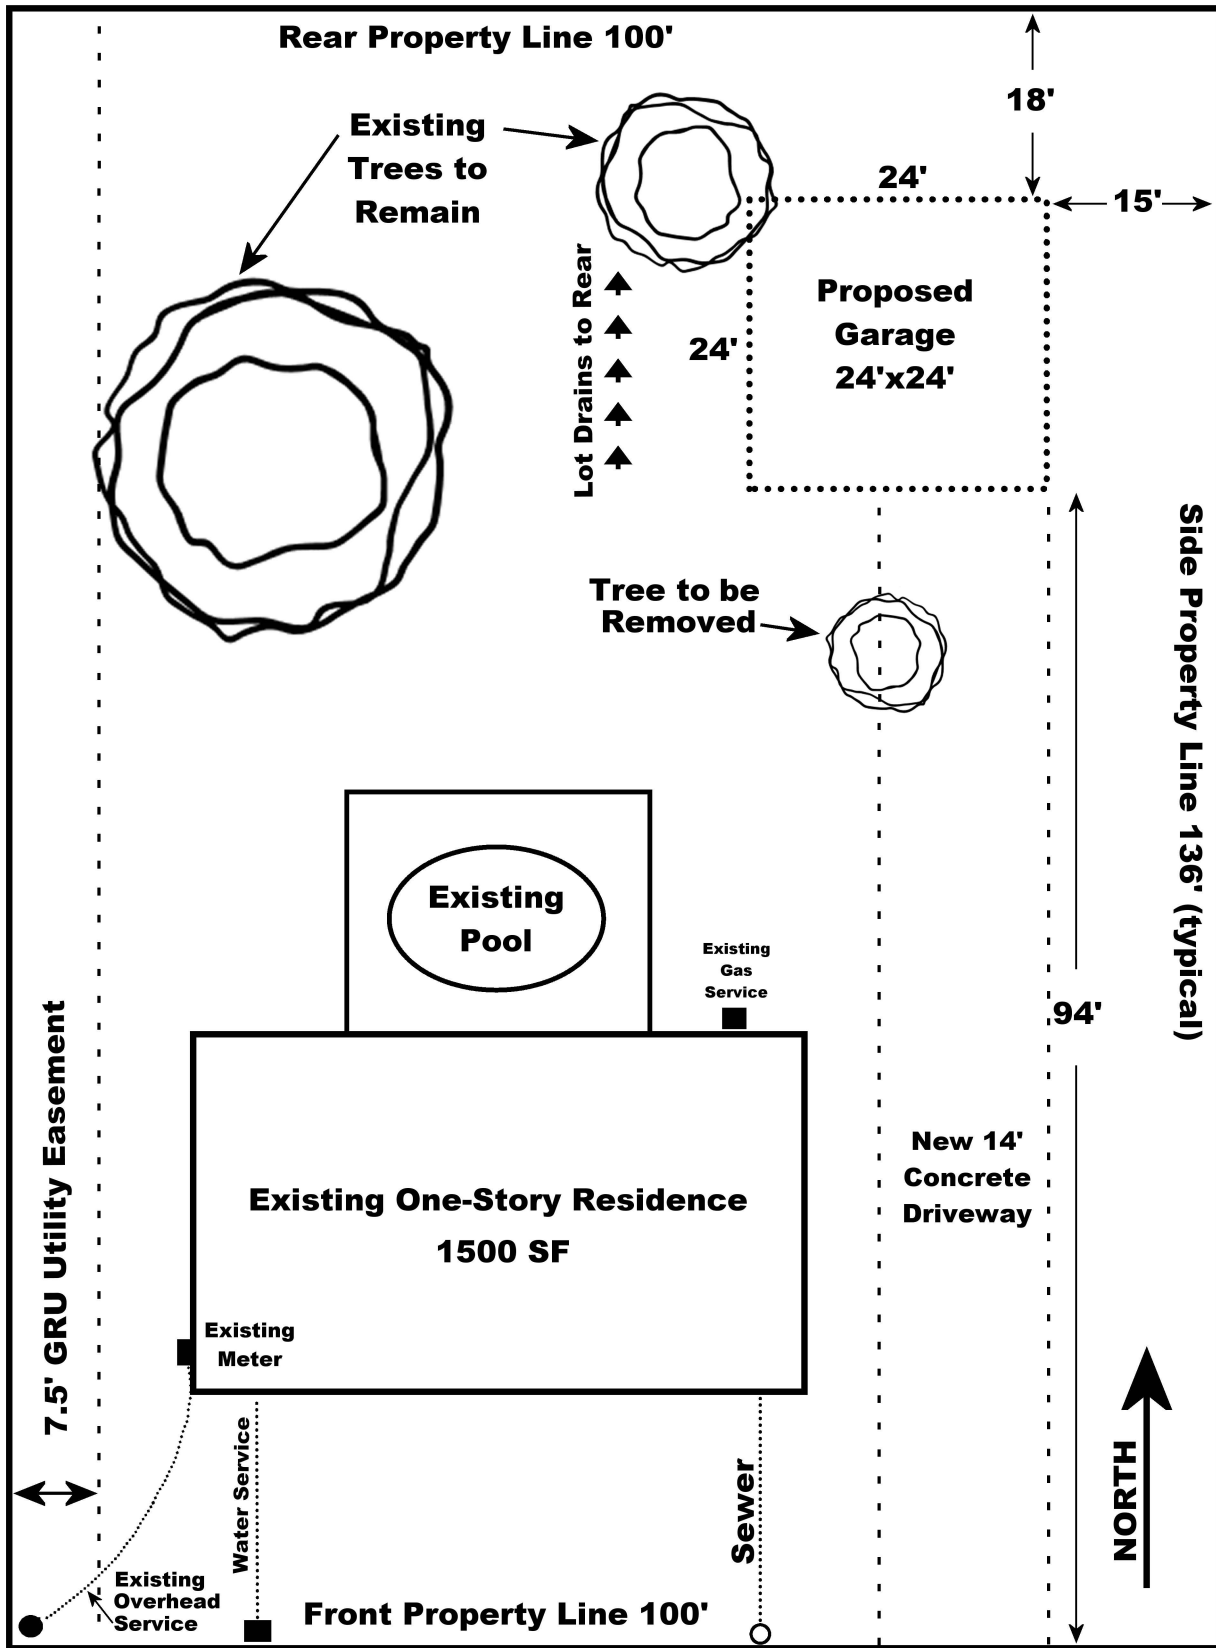 Rear Property Line 100'
18'
Existing
Trees to
Remain
24'
15'
Lot Drains to Rear
24'
Proposed
Garage
24'x24'
Side Property Line 136' (typical)
Tree to be
Removed
Existing
Pool
Existing
Gas
Service
94'
7.5' GRU Utility Easement
New 14'
Concrete
Driveway
Existing One-Story Residence
1500 SF
Existing
Meter
Water Service
Sewer
NORTH
Existing
Overhead
Service
Front Property Line 100'